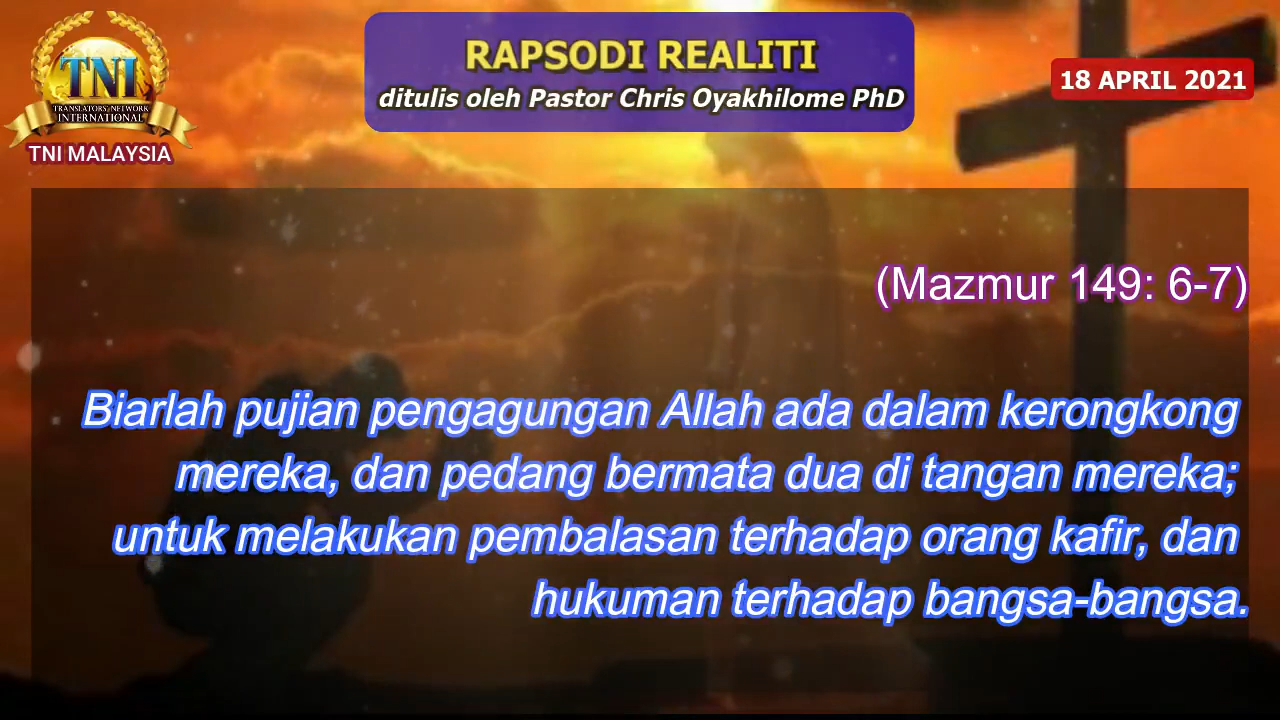 TNI
TRANSLATORS' NETWORK
INTERNATIONAL
TNI MALAYSIA
RAPSODI REALITI
ditulis oleh Pastor Chris Oyakhilome PhD
18 APRIL 2021
(Mazmur 149: 6-7)
Biarlah pujian pengagungan Allah ada dalam kerongkong
mereka, dan pedang bermata dua di tangan mereka;
untuk melakukan pembalasan terhadap orang kafir, dan
hukuman terhadap bangsa-bangsa.